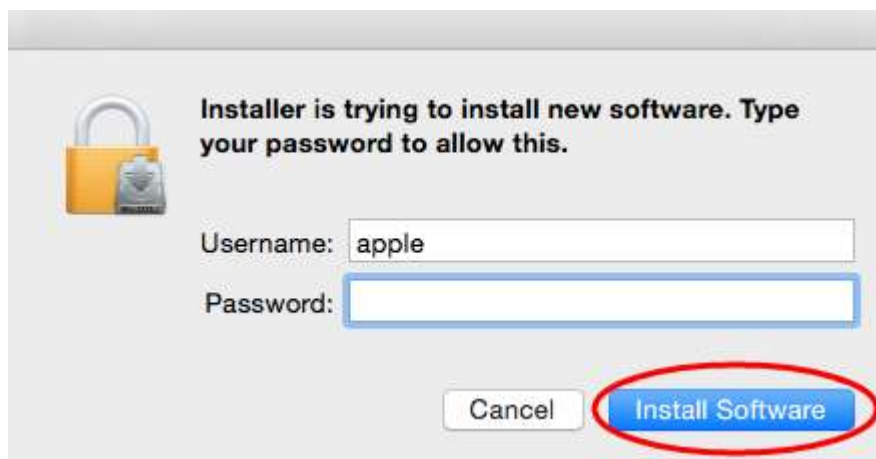 Installer is trying to install new software. Type
your password to allow this.
Username: apple
Password:
Cancel Install Software